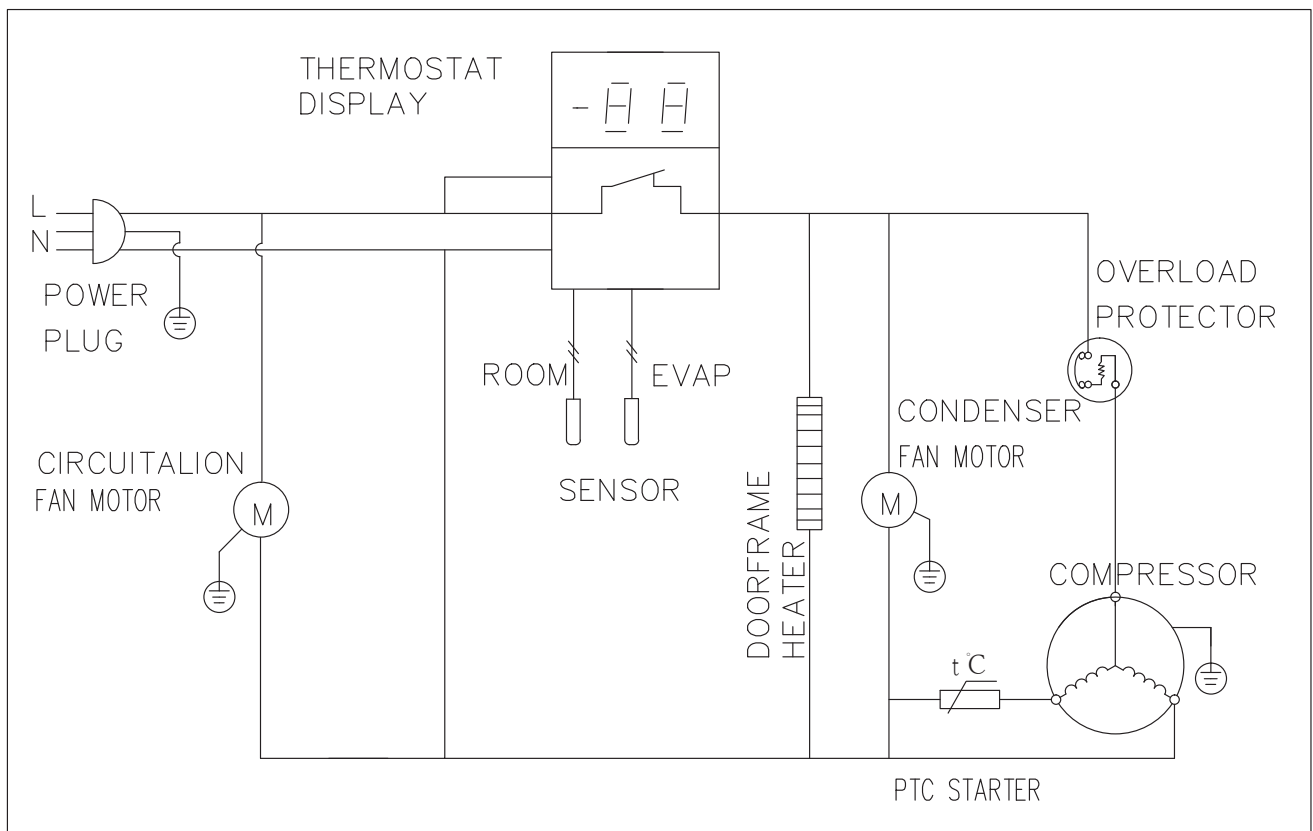 THERMOSTAT
DISPLAY
-88
L
N
POWER
PLUG
OVERLOAD
PROTECTOR
ROOM
EVAP
SENSOR
CONDENSER
FAN MOTOR
M
CIRCUITALION
FAN MOTOR
M
DOORFRAME
HEATER
COMPRESSOR
t°C
PTC STARTER